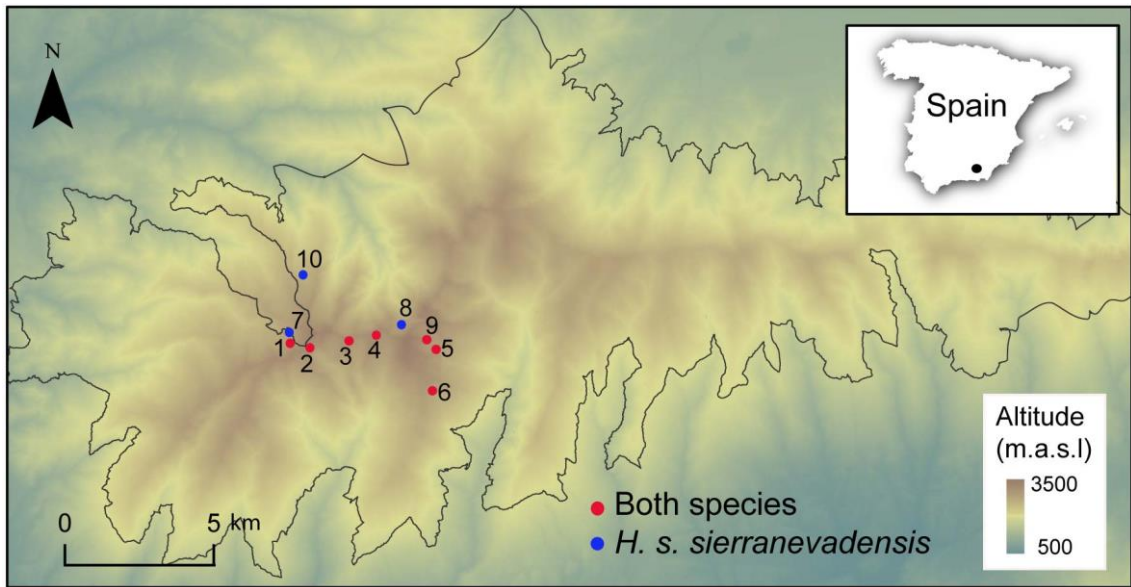 N
Spain
10
7
8
9
1
2
3
4
5
6
Altitude
(m.a.s.l)
3500
500
0 5 km
Both species
H. s. sierranevadensis